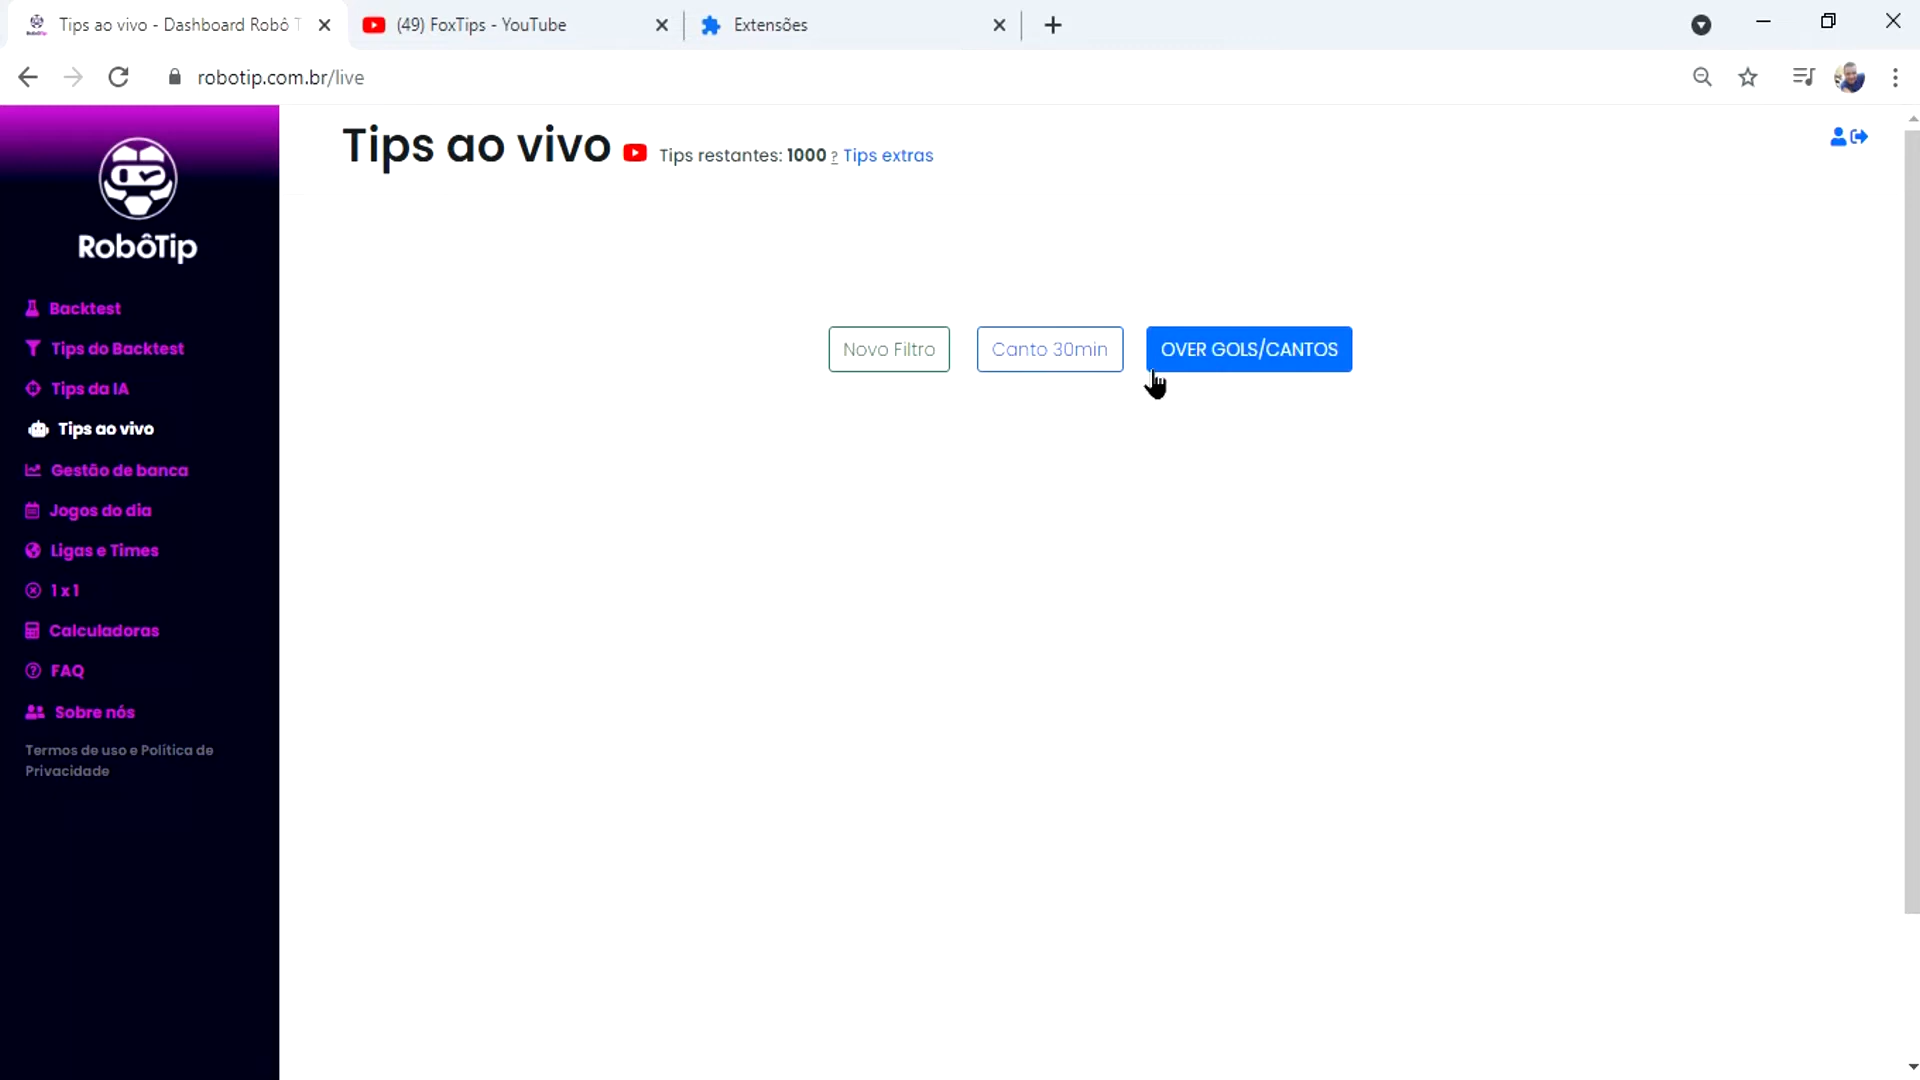 Tips ao vivo - Dashboard Robô T
(49) FoxTips - YouTube
Extensões
robotip.com.br/live
RobôTip
Tips ao vivo
Tips restantes: 1000 ? Tips extras
Novo Filtro
Canto 30min
OVER GOLS/CANTOS
Backtest
Tips do Backtest
Tips da IA
Tips ao vivo
Gestão de banca
Jogos do dia
Ligas e Times
1 x 1
Calculadoras
FAQ
Sobre nós
Termos de uso e Política de
Privacidade